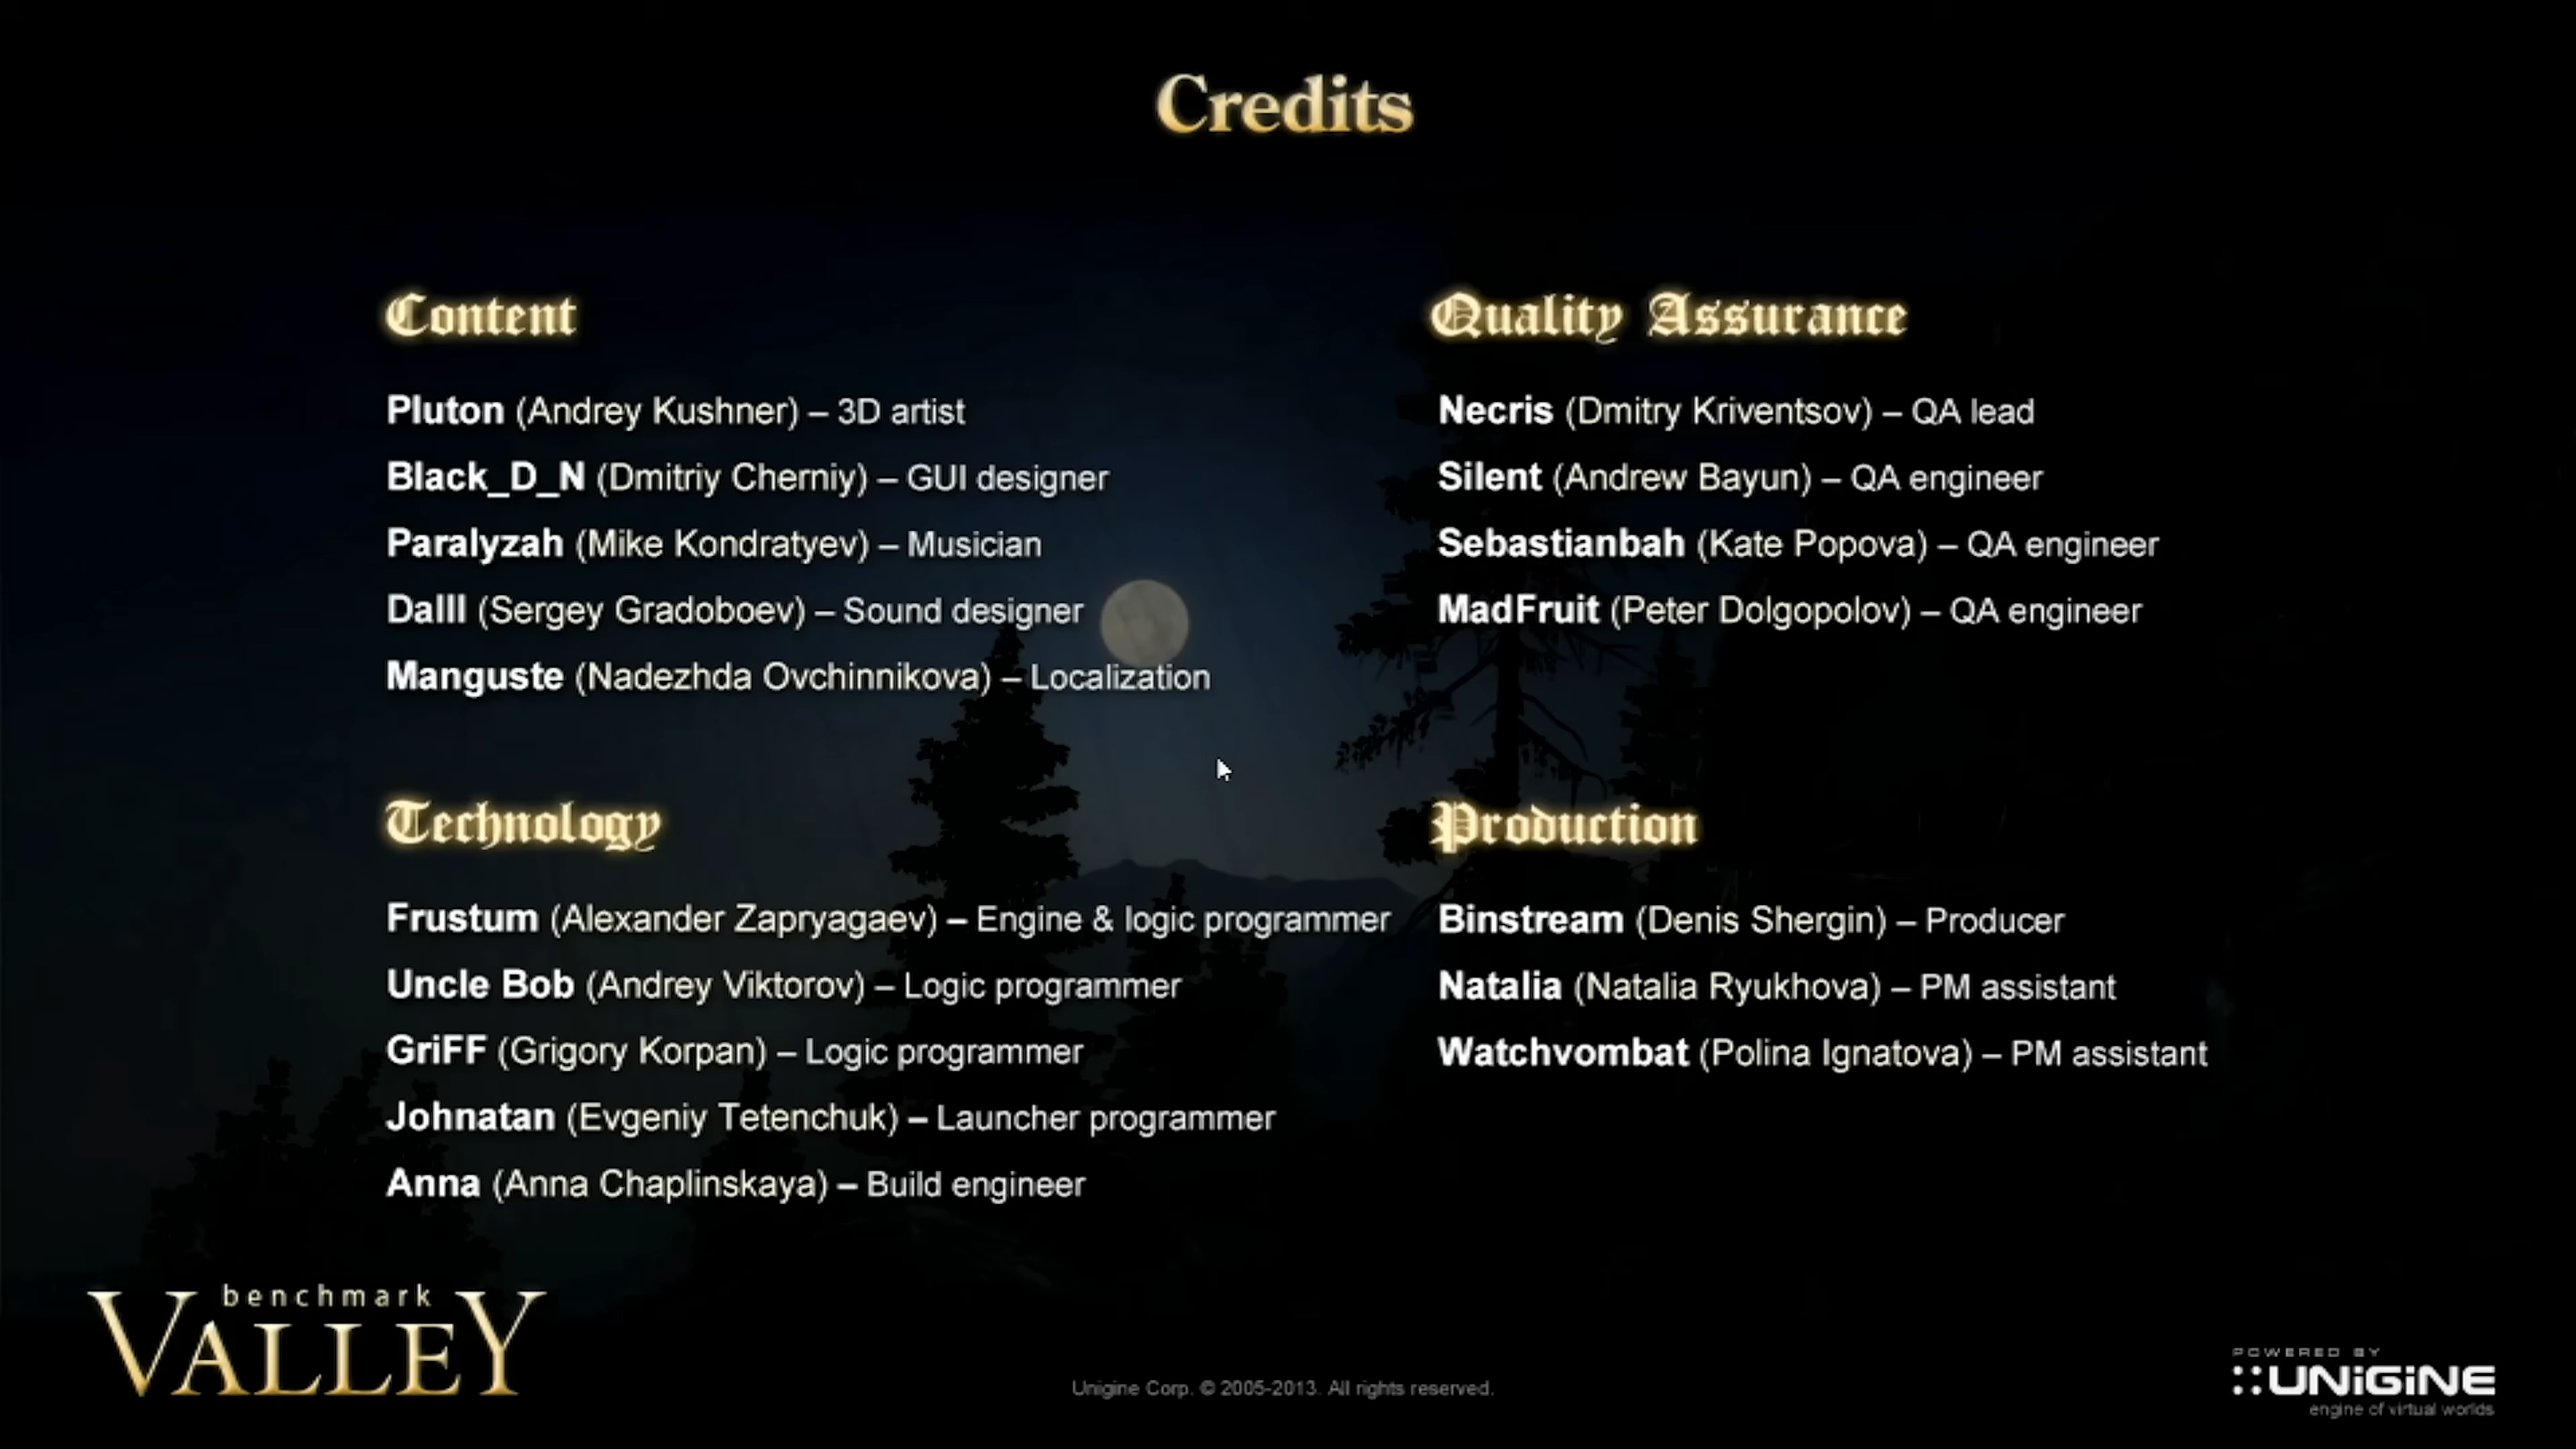 Credits
Content
Pluton (Andrey Kushner) – 3D artist
Black_D_N (Dmitriy Cherniy) – GUI designer
Paralyzah (Mike Kondratyev) – Musician
Dalll (Sergey Gradoboev) – Sound designer
Manguste (Nadezhda Ovchinnikova) – Localization
Quality Assurance
Necris (Dmitry Kriventsov) – QA lead
Silent (Andrew Bayun) – QA engineer
Sebastianbah (Kate Popova) – QA engineer
MadFruit (Peter Dolgopolov) – QA engineer
Technology
Frustum (Alexander Zapryagaev) – Engine & logic programmer
Uncle Bob (Andrey Viktorov) – Logic programmer
GriFF (Grigory Korpan) – Logic programmer
Johnatan (Evgeniy Tetenchuk) – Launcher programmer
Anna (Anna Chaplinskaya) – Build engineer
Production
Binstream (Denis Shergin) – Producer
Natalia (Natalia Ryukhova) – PM assistant
Watchvombat (Polina Ignatova) – PM assistant
benchmark
VALLEY
Unigine Corp. © 2005-2013. All rights reserved.
POWERED BY
UNiGiNE
engine of virtual worlds